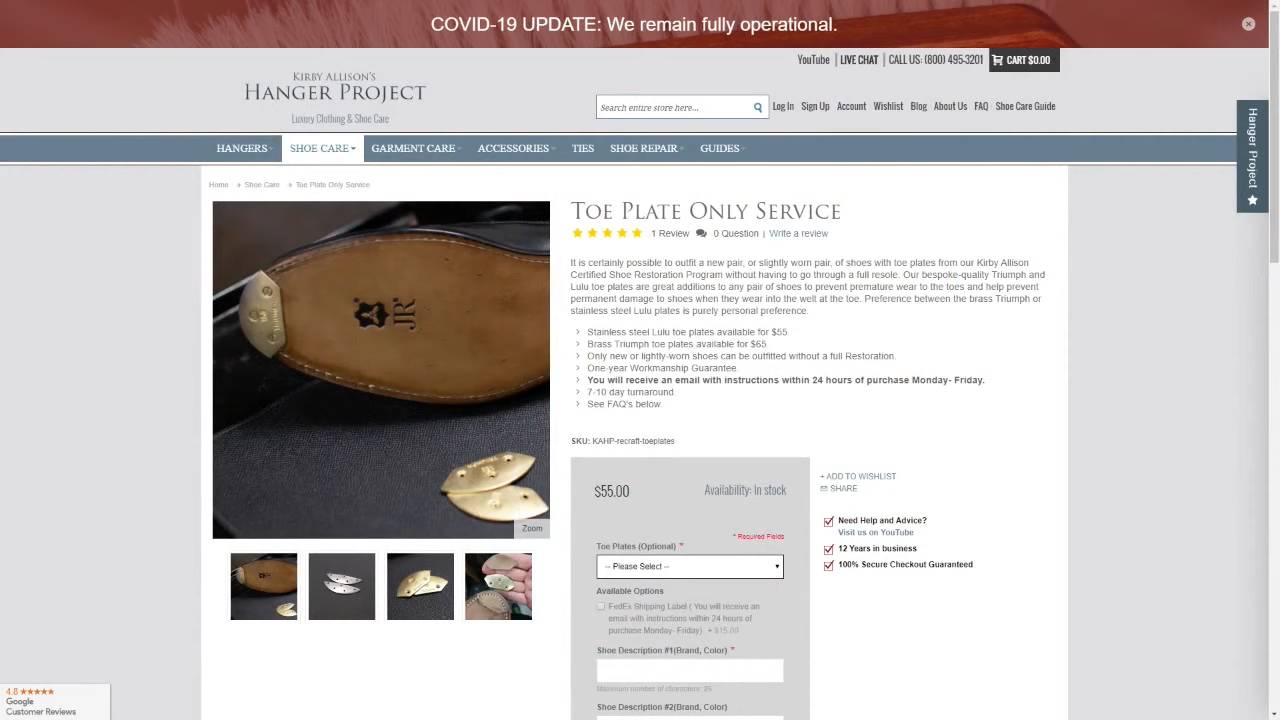 COVID-19 UPDATE: We remain fully operational.
YouTube | LIVE CHAT | CALL US: (800) 495-3201 CART $0.00
KIRBY ALLISON'S
HANGER PROJECT
Luxury Clothing & Shoe Care
Search entire store here...
Log In Sign Up Account Wishlist Blog About Us FAQ Shoe Care Guide
Hanger Project
HANGERS SHOE CARE GARMENT CARE ACCESSORIES TIES SHOE REPAIR GUIDES
Home Shoe Care Toe Plate Only Service
TOE PLATE ONLY SERVICE
1 Review 0 Question | Write a review
It is certainly possible to outfit a new pair, or slightly worn pair, of shoes with toe plates from our Kirby Allison
Certified Shoe Restoration Program without having to go through a full resole. Our bespoke-quality Triumph and
Lulu toe plates are great additions to any pair of shoes to prevent premature wear to the toes and help prevent
permanent damage to shoes when they wear into the welt at the toe. Preference between the brass Triumph or
stainless steel Lulu plates is purely personal preference.
Stainless steel Lulu toe plates available for $55.
Brass Triumph toe plates available for $65.
Only new or lightly-worn shoes can be outfitted without a full Restoration.
One-year Workmanship Guarantee.
You will receive an email with instructions within 24 hours of purchase Monday- Friday.
7-10 day turnaround.
See FAQ's below.
JR
Zoom
SKU: KAHP-recraft-toeplates
$55.00 Availability: In stock
* Required Fields
Toe Plates (Optional) *
-- Please Select --
Available Options
FedEx Shipping Label ( You will receive an
email with instructions within 24 hours of
purchase Monday- Friday) + $15.00
Shoe Description #1(Brand, Color) *
Maximum number of characters: 25
Shoe Description #2(Brand, Color)
+ ADD TO WISHLIST
SHARE
Need Help and Advice?
Visit us on YouTube
12 Years in business
100% Secure Checkout Guaranteed
4.8
Google
Customer Reviews